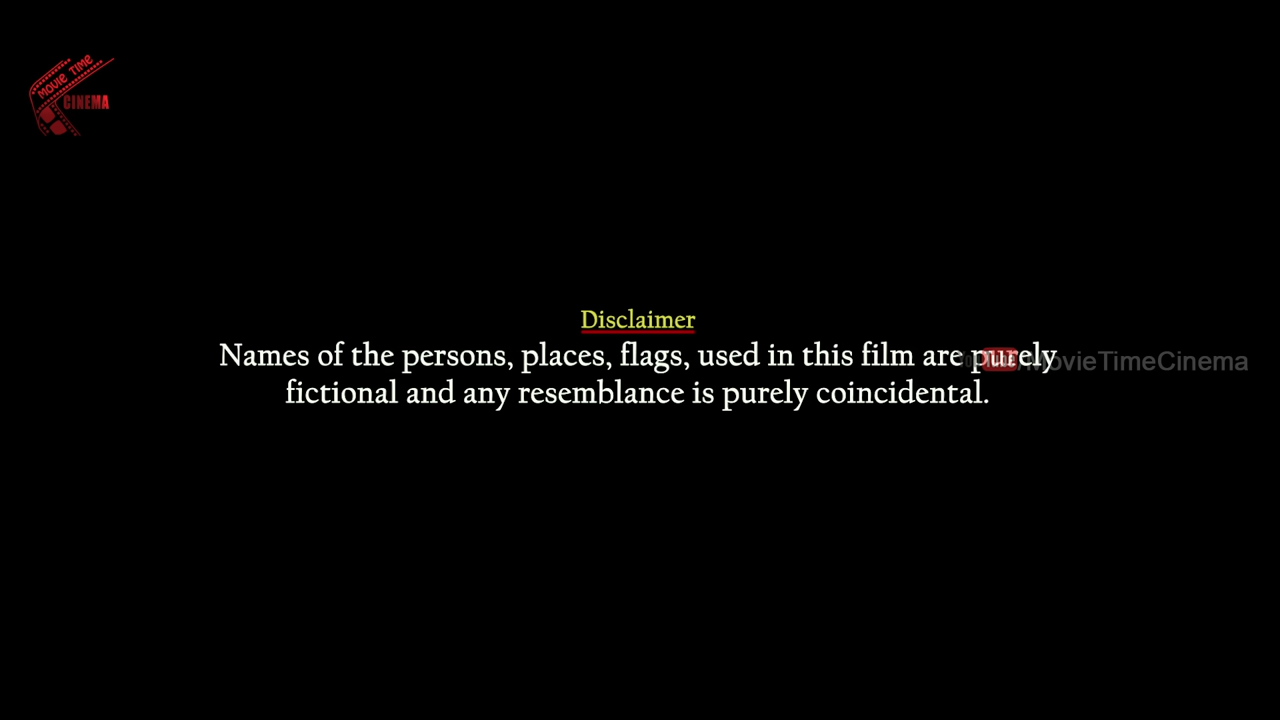 MOVIE TIME
CINEMA
Disclaimer
Names of the persons, places, flags, used in this film are purely
/MovieTimeCinema
fictional and any resemblance is purely coincidental.